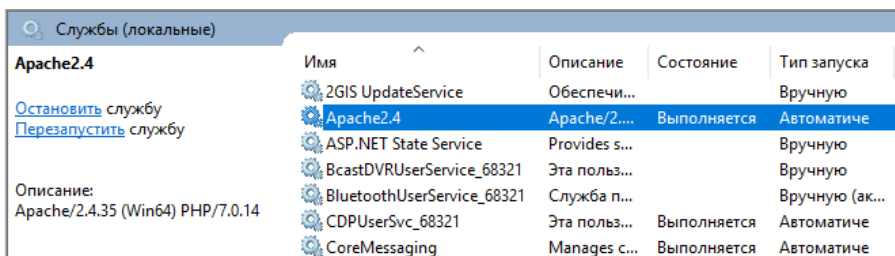 Службы (локальные)
Apache2.4
Остановить службу
Перезапустить службу
Описание:
Apache/2.4.35 (Win64) PHP/7.0.14
Имя Описание Состояние Тип запуска
2GIS UpdateService Обеспечи... Вручную
Apache2.4 Apache/2.... Выполняется Автоматиче
ASP.NET State Service Provides s... Вручную
BcastDVRUserService_68321 Эта польз... Вручную
BluetoothUserService_68321 Служба п... Вручную (ак...
CDPUserSvc_68321 Эта польз... Выполняется Автоматиче
CoreMessaging Manages c... Выполняется Автоматиче